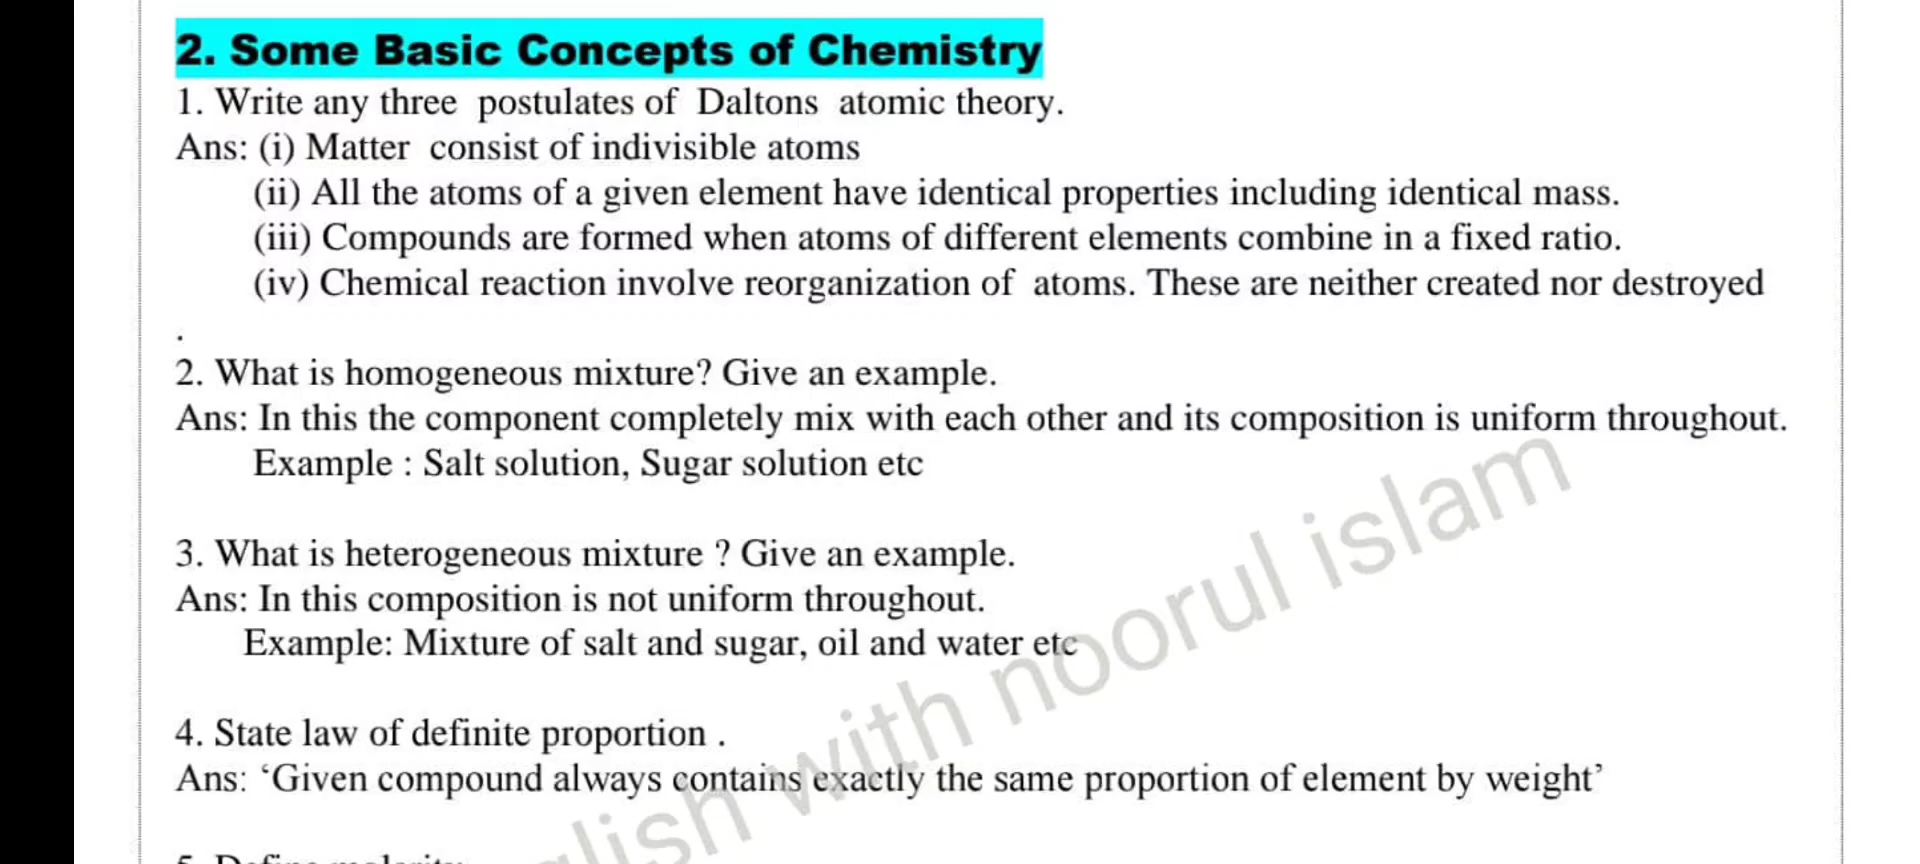 2. Some Basic Concepts of Chemistry
1. Write any three postulates of Daltons atomic theory.
Ans: (i) Matter consist of indivisible atoms
(ii) All the atoms of a given element have identical properties including identical mass.
(iii) Compounds are formed when atoms of different elements combine in a fixed ratio.
(iv) Chemical reaction involve reorganization of atoms. These are neither created nor destroyed
.
2. What is homogeneous mixture? Give an example.
Ans: In this the component completely mix with each other and its composition is uniform throughout.
Example : Salt solution, Sugar solution etc
3. What is heterogeneous mixture ? Give an example.
Ans: In this composition is not uniform throughout.
Example: Mixture of salt and sugar, oil and water etc
4. State law of definite proportion .
Ans: ‘Given compound always contains exactly the same proportion of element by weight’
lish with noorul islam